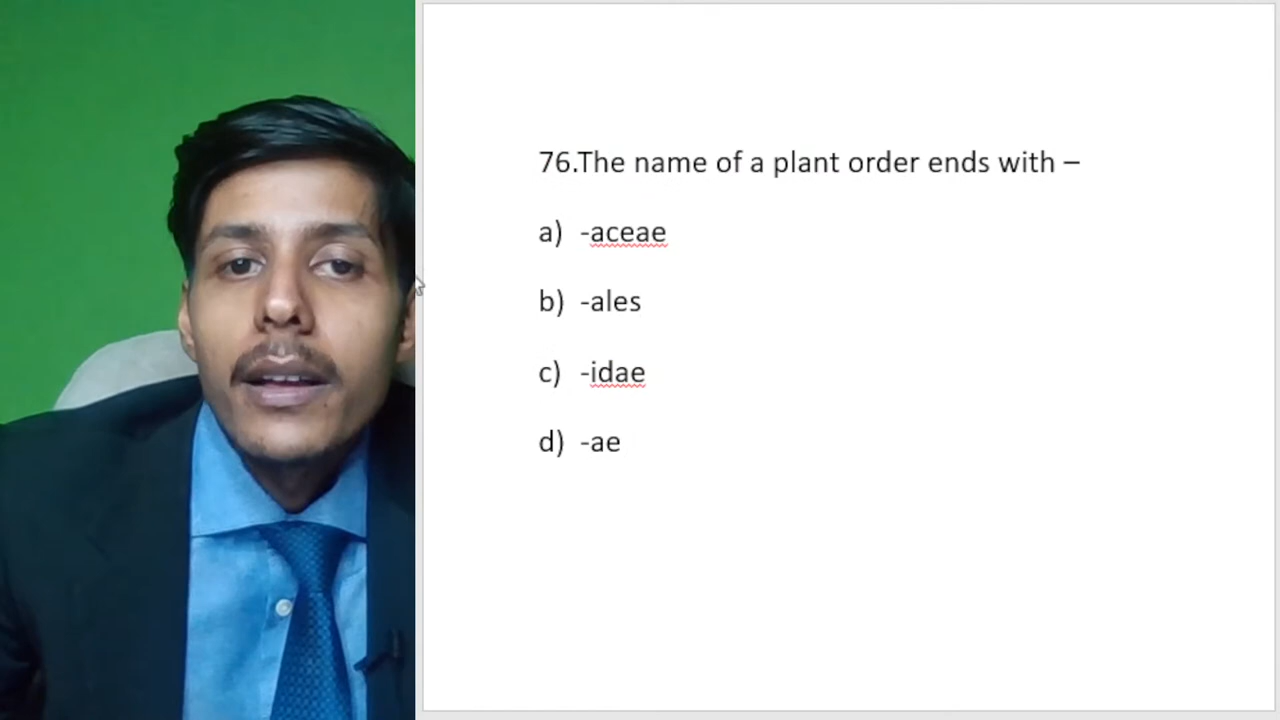 76.The name of a plant order ends with –
a) -aceae
b) -ales
c) -idae
d) -ae